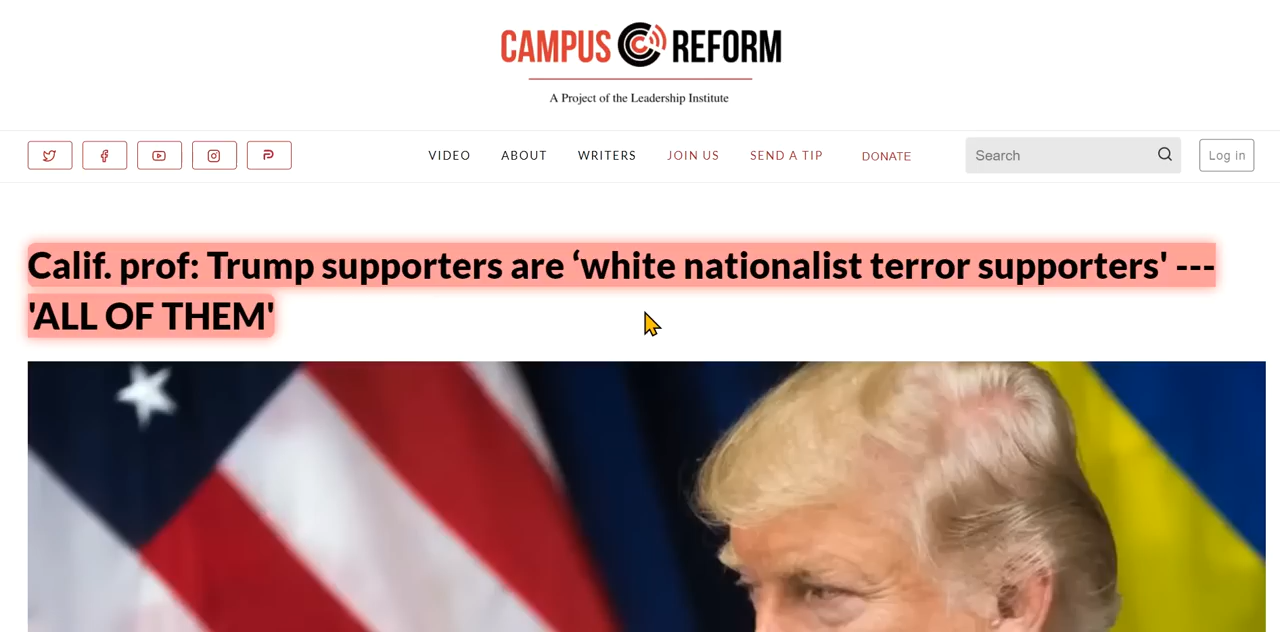 CAMPUS REFORM
A Project of the Leadership Institute
VIDEO ABOUT WRITERS JOIN US SEND A TIP DONATE Search Log in
Calif. prof: Trump supporters are ‘white nationalist terror supporters' ---
'ALL OF THEM'